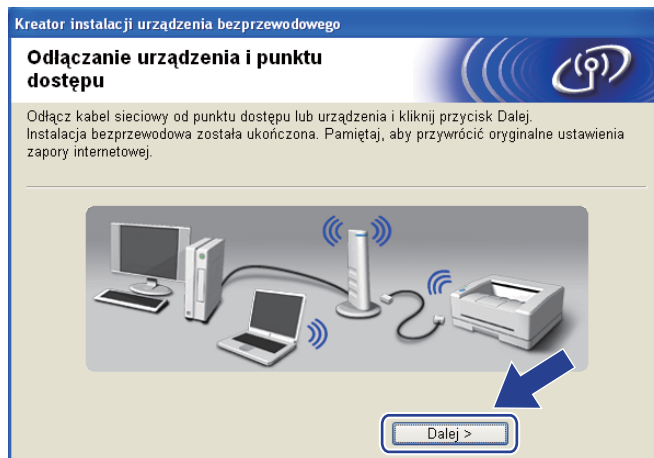 Kreator instalacji urządzenia bezprzewodowego
Odłączanie urządzenia i punktu
dostępu
Odłącz kabel sieciowy od punktu dostępu lub urządzenia i kliknij przycisk Dalej.
Instalacja bezprzewodowa została ukończona. Pamiętaj, aby przywrócić oryginalne ustawienia
zapory internetowej.
Dalej >